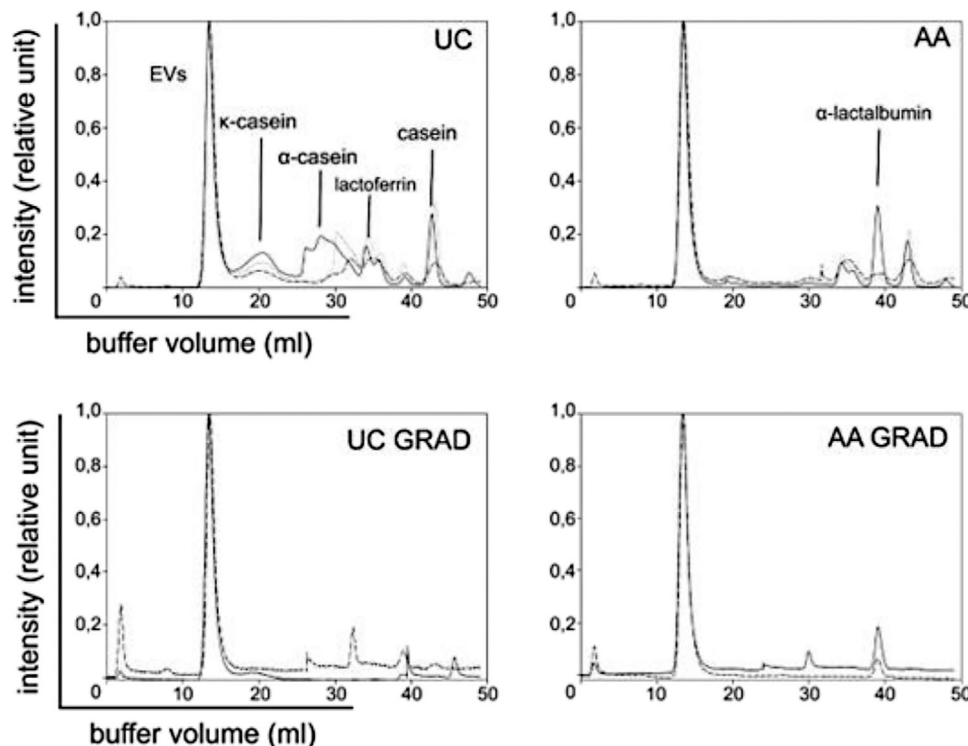 1,0
UC
0,8
EVs
0,6
κ-casein
casein
0,4
α-casein
lactoferrin
0,2
0 10 20 30 40 50
intensity (relative unit)
buffer volume (ml)
1,0
AA
0,8
α-lactalbumin
0,6
0,4
0,2
0 10 20 30 40 50
1,0
UC GRAD
0,8
0,6
0,4
0,2
0 10 20 30 40 50
intensity (relative unit)
buffer volume (ml)
1,0
AA GRAD
0,8
0,6
0,4
0,2
0 10 20 30 40 50